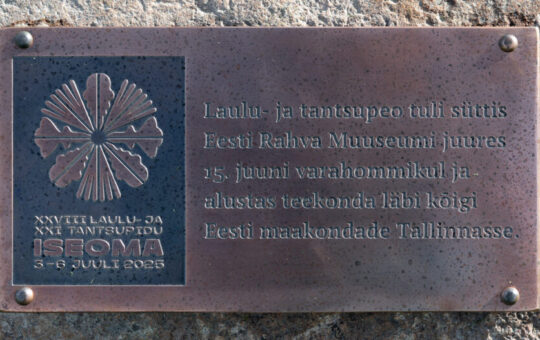 XXVIII LAULU- JA
XXI TANTSUPIDU
ISEOMA
3-6 JUULI 2025
Laulu- ja tantsupeo tuli süttis
Eesti Rahva Muuseumi juures
15. juuni varahommikul ja
alustas teekonda läbi kõigi
Eesti maakondade Tallinnasse.